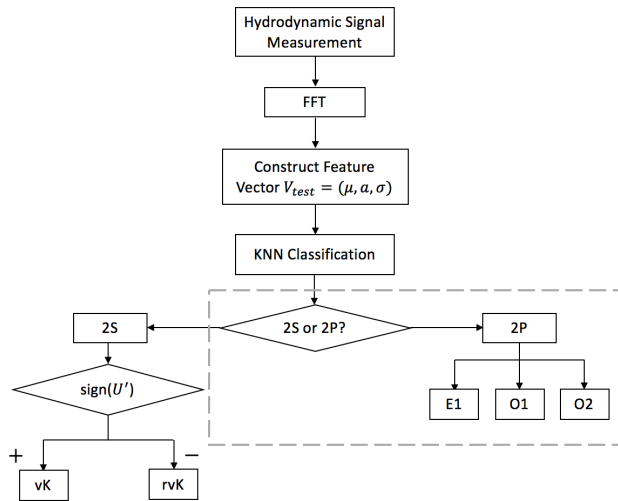 Hydrodynamic Signal
Measurement
FFT
Construct Feature
Vector V_test = (μ, a, σ)
KNN Classification
2S
2S or 2P?
2P
sign(U′)
E1
O1
O2
+
−
vK
rvK